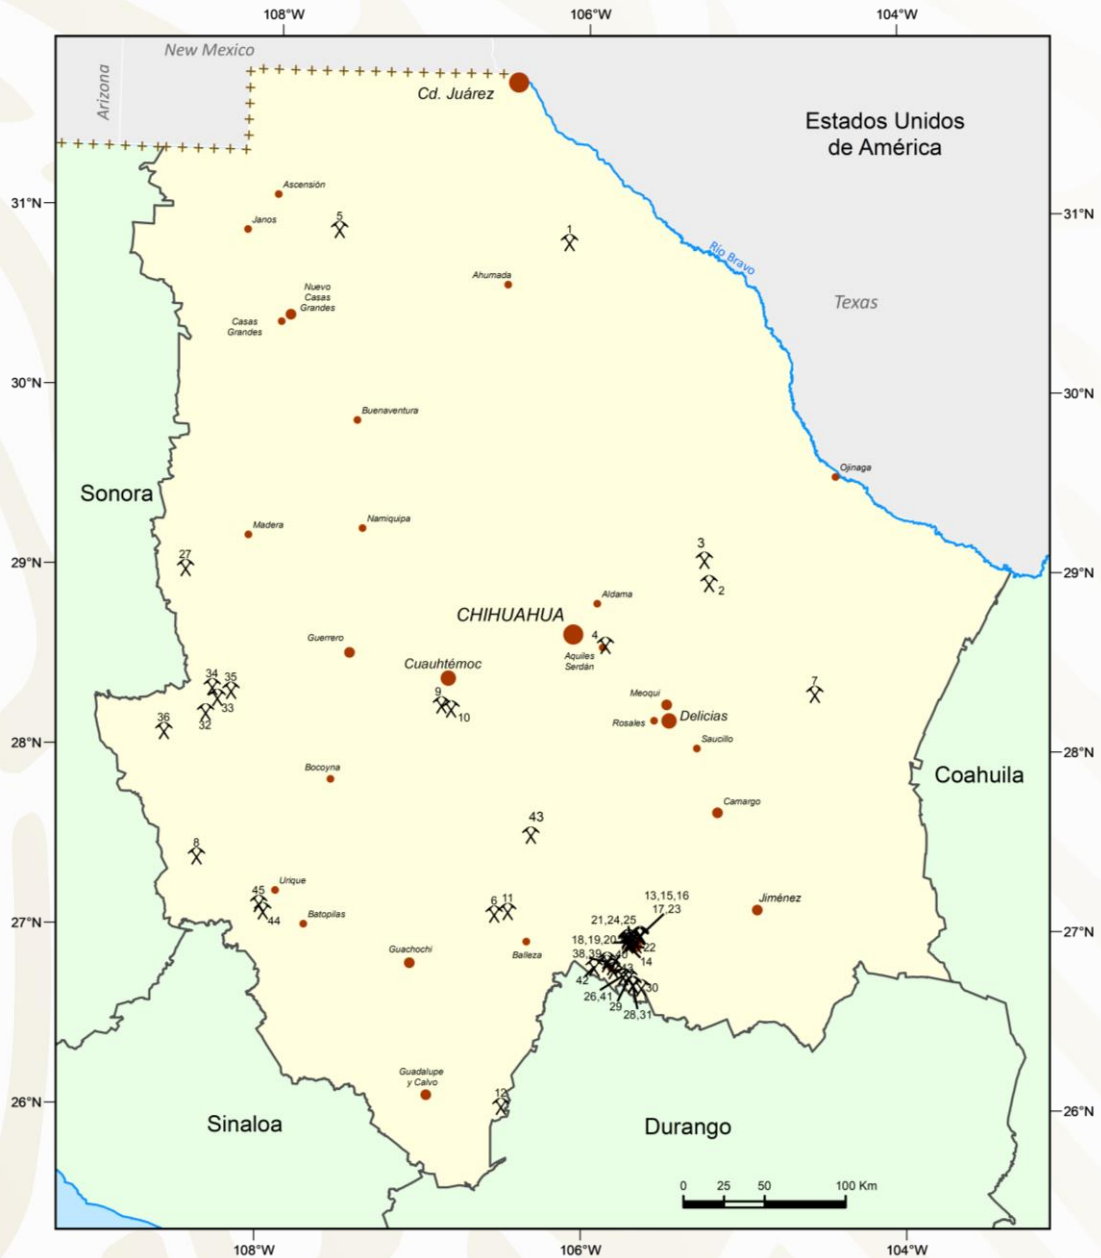 108°W
106°W
104°W
New Mexico
Arizona
Cd. Juárez
Estados Unidos
de América
31°N
31°N
Ascensión
Janos
5
1
Río Bravo
Ahumada
Nuevo
Casas
Grandes
Casas
Grandes
Texas
30°N
30°N
Buenaventura
Ojinaga
Sonora
Madera
Namiquipa
29°N
29°N
27
3
2
Aldama
CHIHUAHUA
4
Aquiles
Serdán
Guerrero
Cuauhtémoc
34
35
33
32
36
9
10
7
Meoqui
Rosales
Delicias
Saucillo
28°N
28°N
Bocoyna
Coahuila
Camargo
43
8
Urique
45
44
Batopilas
6
11
13,15,16
17,23
Jiménez
27°N
27°N
21,24,25
18,19,20
22
Balleza
Guachochi
38,39
40
14
42
26,41
30
29
28,31
Guadalupe
y Calvo
12
26°N
26°N
Sinaloa
Durango
0 25 50 100 Km
108°W
106°W
104°W